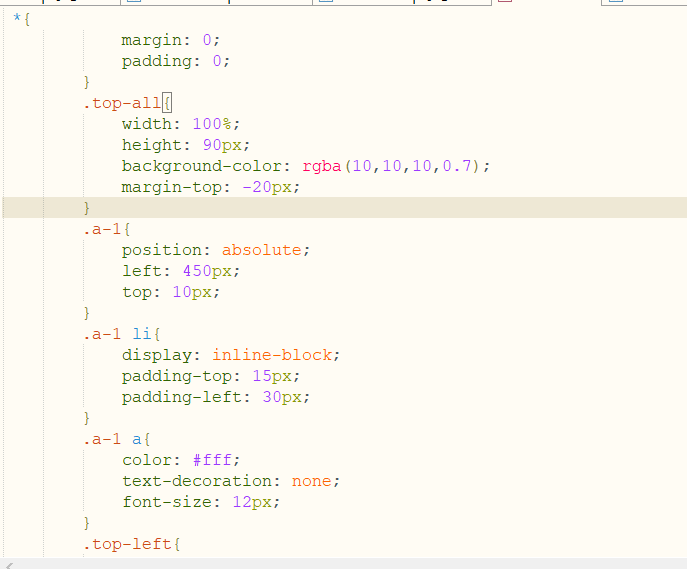 *{
margin: 0;
padding: 0;
}
.top-all{
width: 100%;
height: 90px;
background-color: rgba(10,10,10,0.7);
margin-top: -20px;
}
.a-1{
position: absolute;
left: 450px;
top: 10px;
}
.a-1 li{
display: inline-block;
padding-top: 15px;
padding-left: 30px;
}
.a-1 a{
color: #fff;
text-decoration: none;
font-size: 12px;
}
.top-left{